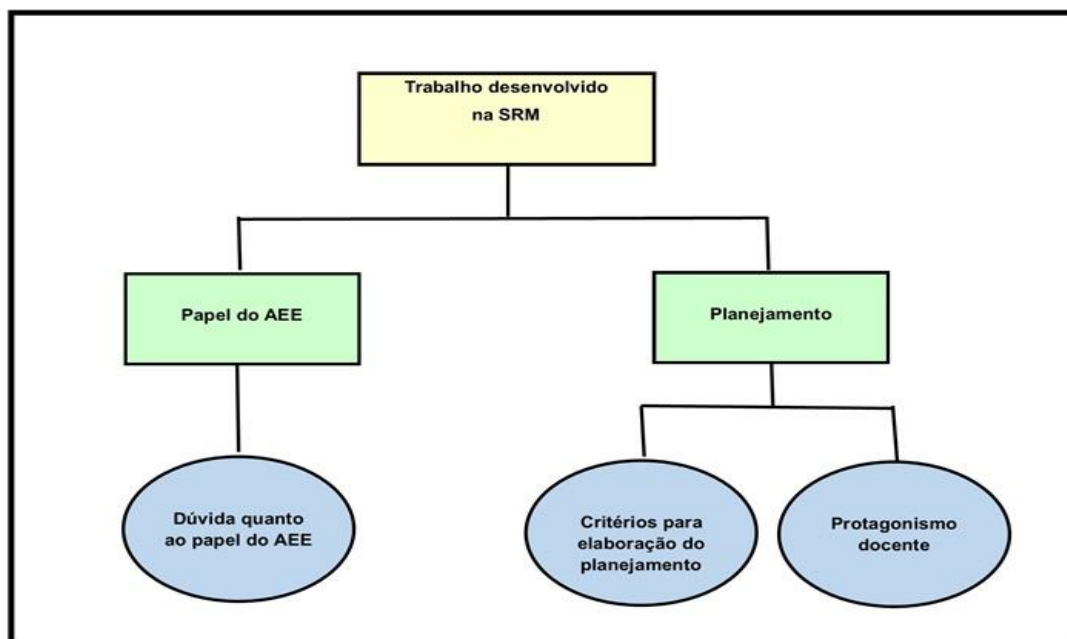 Trabalho desenvolvido
na SRM
Papel do AEE
Planejamento
Dúvida quanto
ao papel do AEE
Critérios para
elaboração do
planejamento
Protagonismo
docente